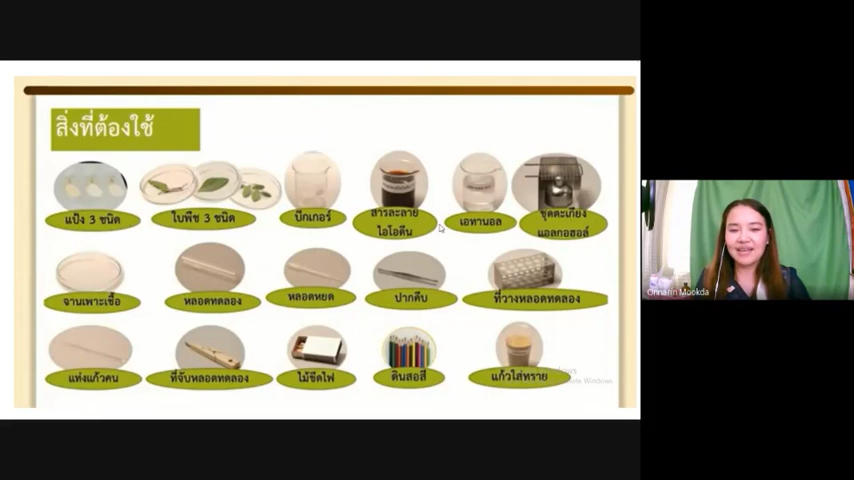 สิ่งที่ต้องใช้
แป้ง 3 ชนิด
ใบพืช 3 ชนิด
บีกเกอร์
สารละลาย
ไอโอดีน
เอทานอล
ชุดตะเกียง
แอลกอฮอล์
จานเพาะเชื้อ
หลอดทดลอง
หลอดหยด
ปากคีบ
ที่วางหลอดทดลอง
แท่งแก้วคน
ที่จับหลอดทดลอง
ไม้ขีดไฟ
ดินสอสี
แก้วใส่ทราย
Onnarin Mookda